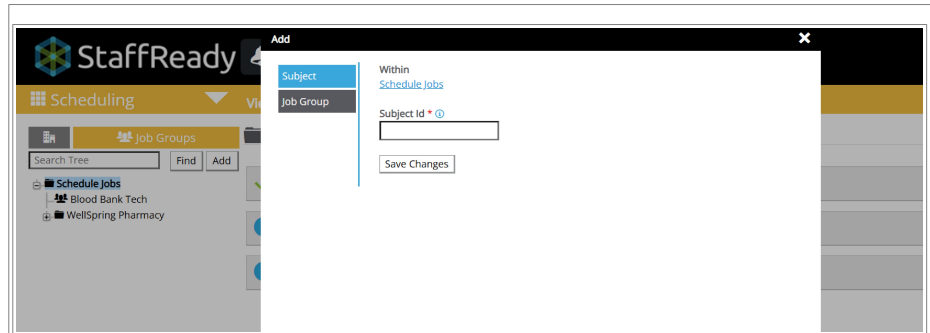 StaffReady
Add
Scheduling
Subject
Job Group
Within
Schedule Jobs
Subject Id * 
Save Changes
Job Groups
Search Tree
Find
Add
Schedule Jobs
Blood Bank Tech
WellSpring Pharmacy